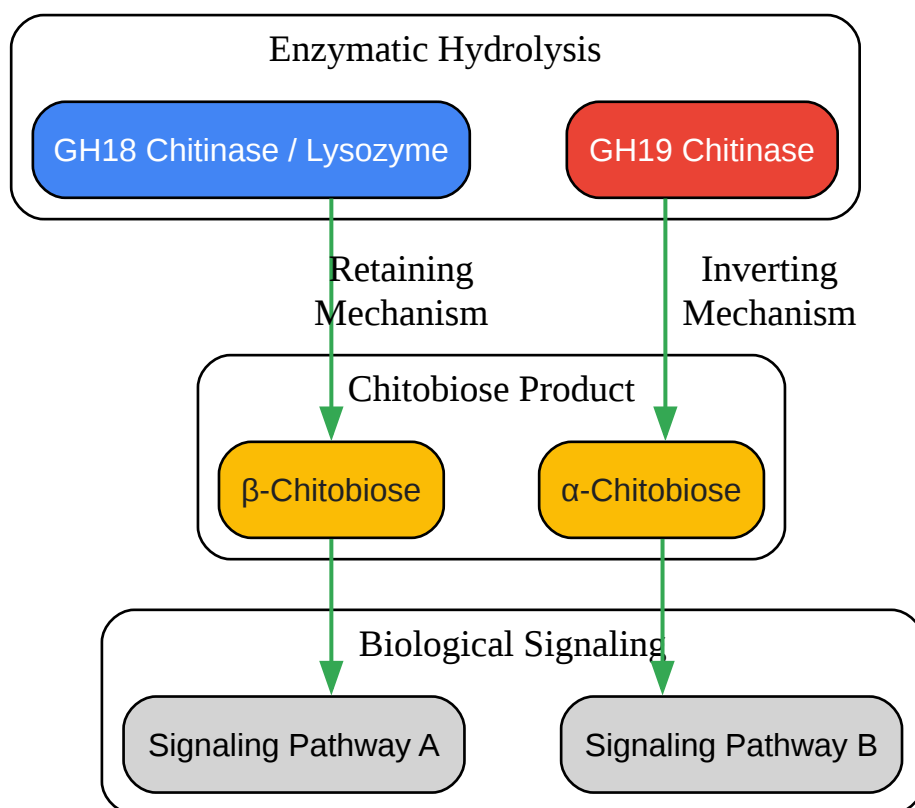 Enzymatic Hydrolysis
GH18 Chitinase / Lysozyme
GH19 Chitinase
Retaining
Mechanism
Inverting
Mechanism
Chitobiose Product
β-Chitobiose
α-Chitobiose
Biological Signaling
Signaling Pathway A
Signaling Pathway B